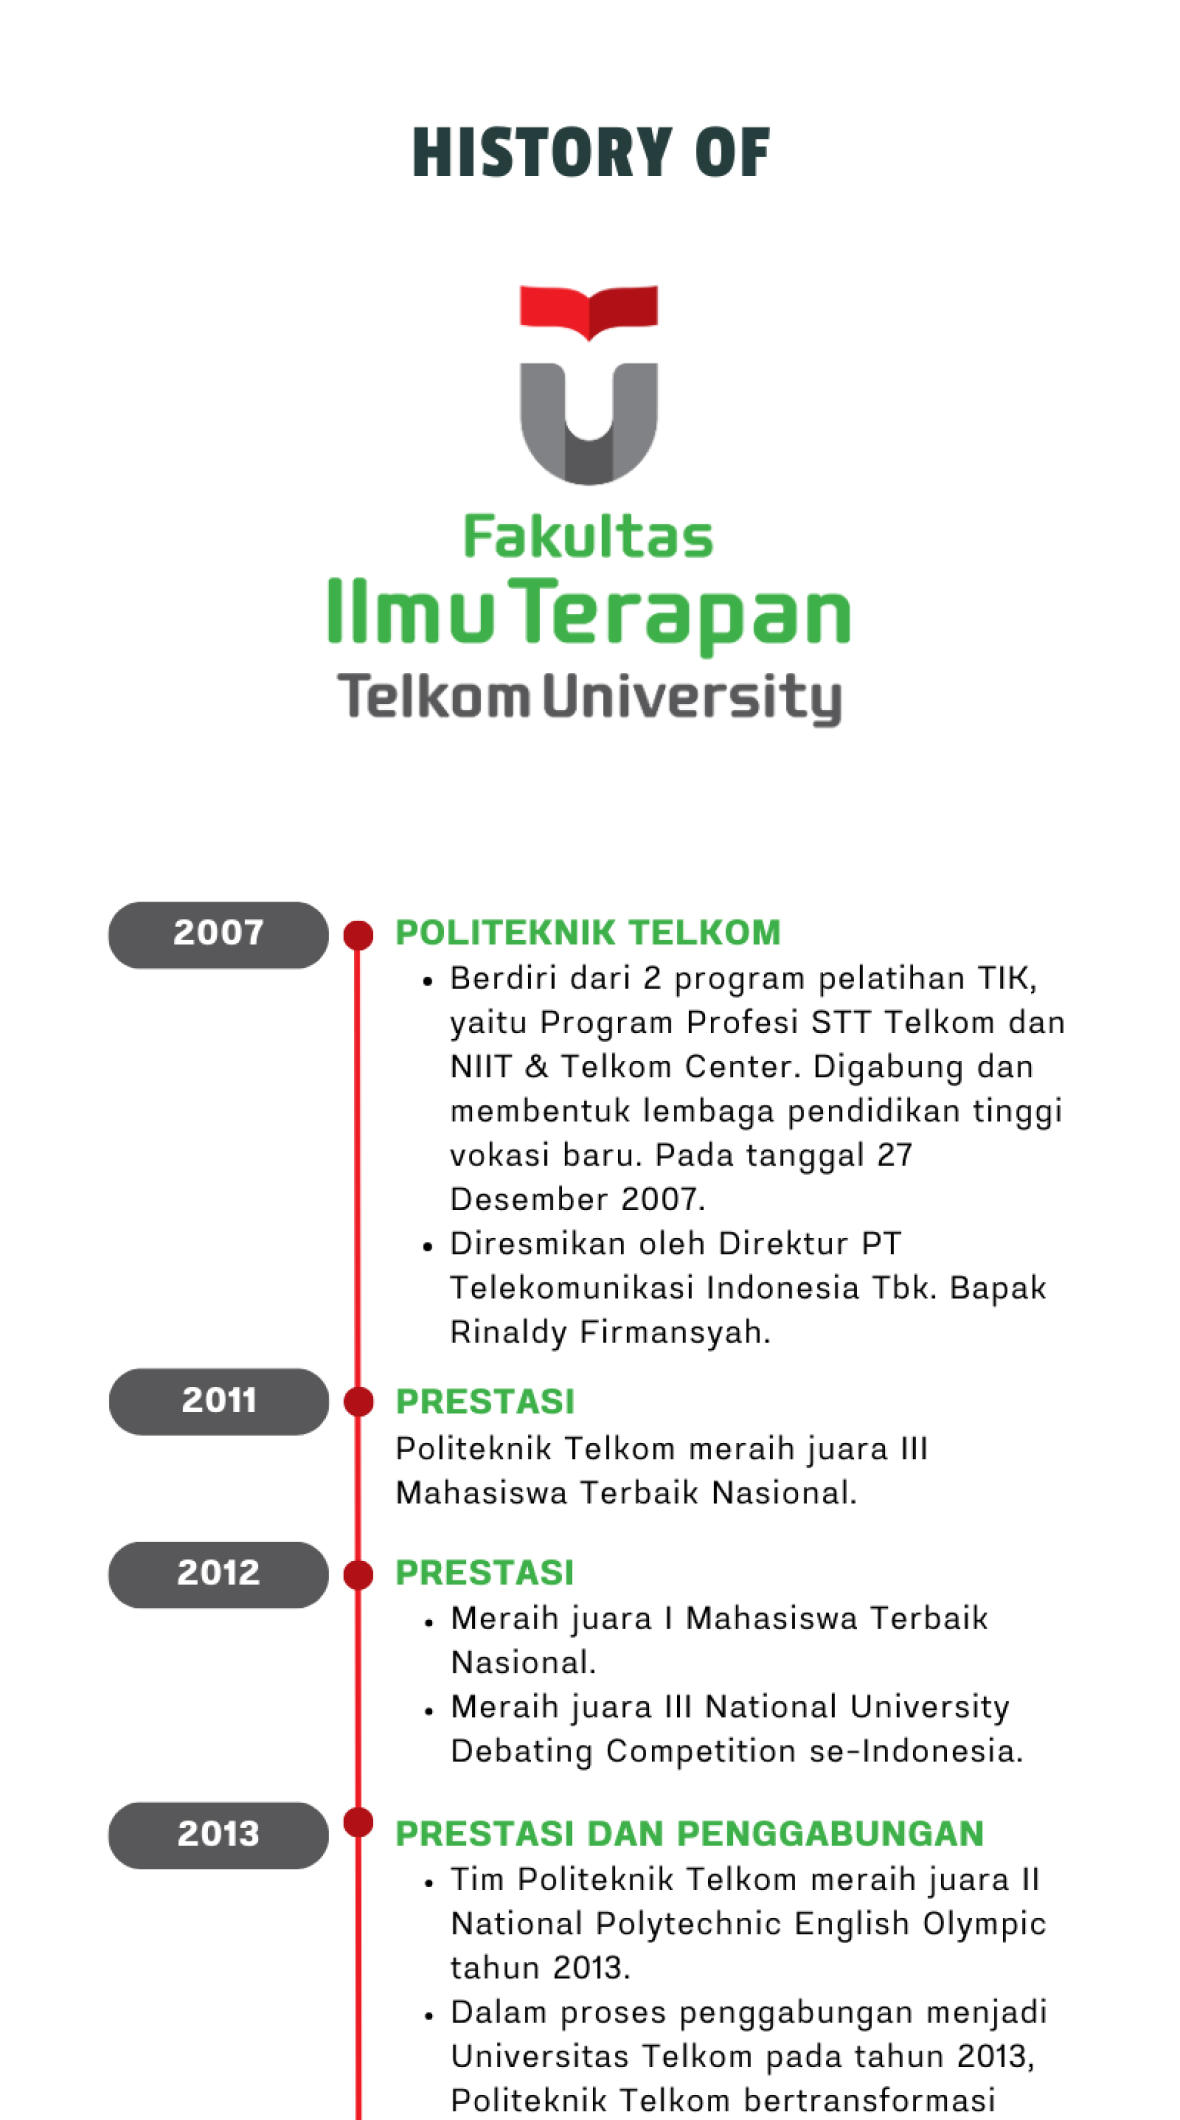 HISTORY OF
Fakultas
Ilmu Terapan
Telkom University
2007
POLITEKNIK TELKOM
• Berdiri dari 2 program pelatihan TIK,
yaitu Program Profesi STT Telkom dan
NIIT & Telkom Center. Digabung dan
membentuk lembaga pendidikan tinggi
vokasi baru. Pada tanggal 27
Desember 2007.
• Diresmikan oleh Direktur PT
Telekomunikasi Indonesia Tbk. Bapak
Rinaldy Firmansyah.
2011
PRESTASI
Politeknik Telkom meraih juara III
Mahasiswa Terbaik Nasional.
2012
PRESTASI
• Meraih juara I Mahasiswa Terbaik
Nasional.
• Meraih juara III National University
Debating Competition se-Indonesia.
2013
PRESTASI DAN PENGGABUNGAN
• Tim Politeknik Telkom meraih juara II
National Polytechnic English Olympic
tahun 2013.
• Dalam proses penggabungan menjadi
Universitas Telkom pada tahun 2013,
Politeknik Telkom bertransformasi